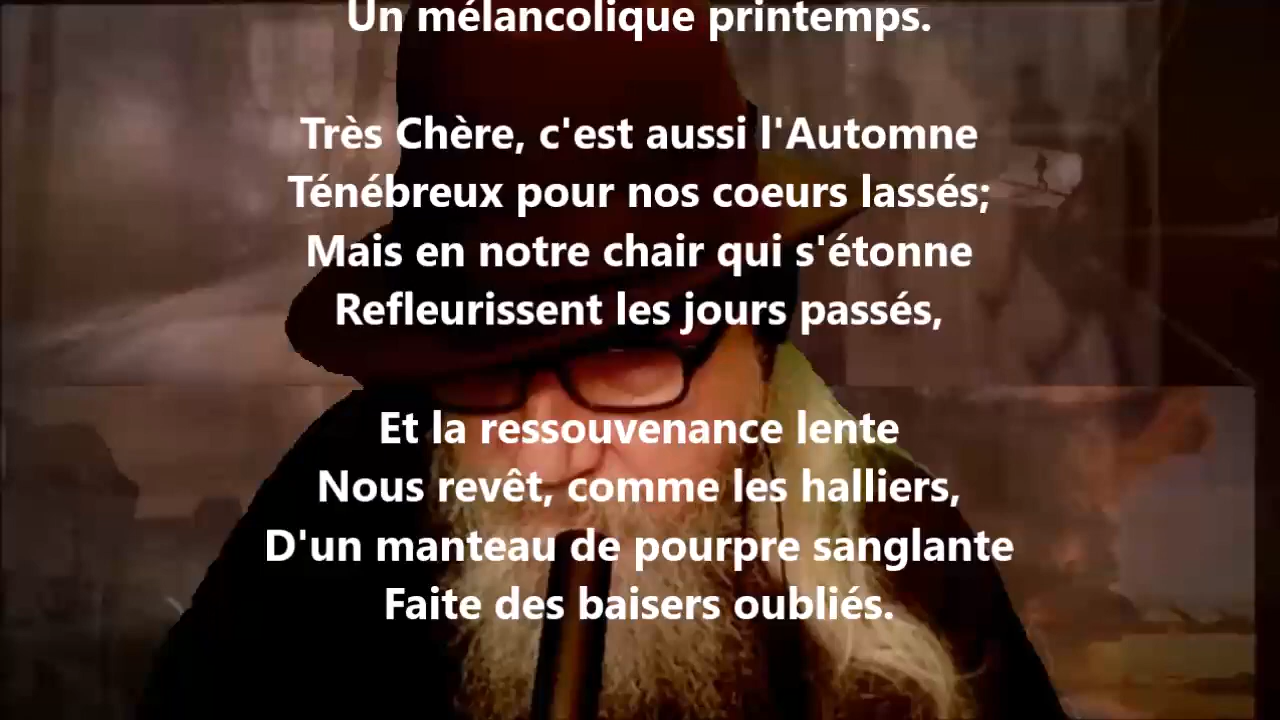 Un mélancolique printemps.
Très Chère, c'est aussi l'Automne
Ténébreux pour nos coeurs lassés;
Mais en notre chair qui s'étonne
Refleurissent les jours passés,
Et la ressouvenance lente
Nous revêt, comme les halliers,
D'un manteau de pourpre sanglante
Faite des baisers oubliés.